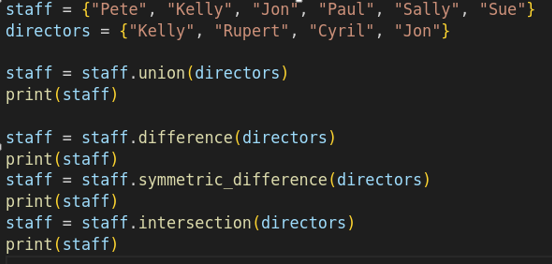 staff = {"Pete", "Kelly", "Jon", "Paul", "Sally", "Sue"}
directors = {"Kelly", "Rupert", "Cyril", "Jon"}
staff = staff.union(directors)
print(staff)
staff = staff.difference(directors)
print(staff)
staff = staff.symmetric_difference(directors)
print(staff)
staff = staff.intersection(directors)
print(staff)